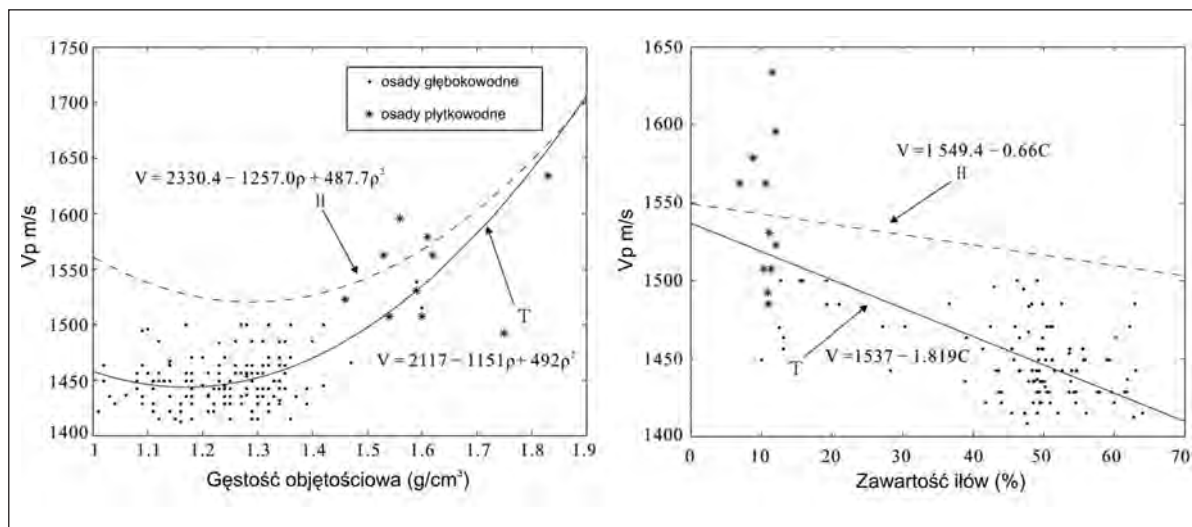 1750
1700
1650
1600
1550
1500
1450
1400
Vp m/s
osady głębokowodne
osady płytkowodne
V = 2330.4 – 1257.0ρ + 487.7ρ²
H
T
V = 2117 – 1151ρ + 492ρ²
1 1.1 1.2 1.3 1.4 1.5 1.6 1.7 1.8 1.9
Gęstość objętościowa (g/cm³)
1650
1600
1550
1500
1450
1400
Vp m/s
V = 1 549.4 – 0.66C
H
T
V = 1537 – 1.819C
0 10 20 30 40 50 60 70
Zawartość iłów (%)